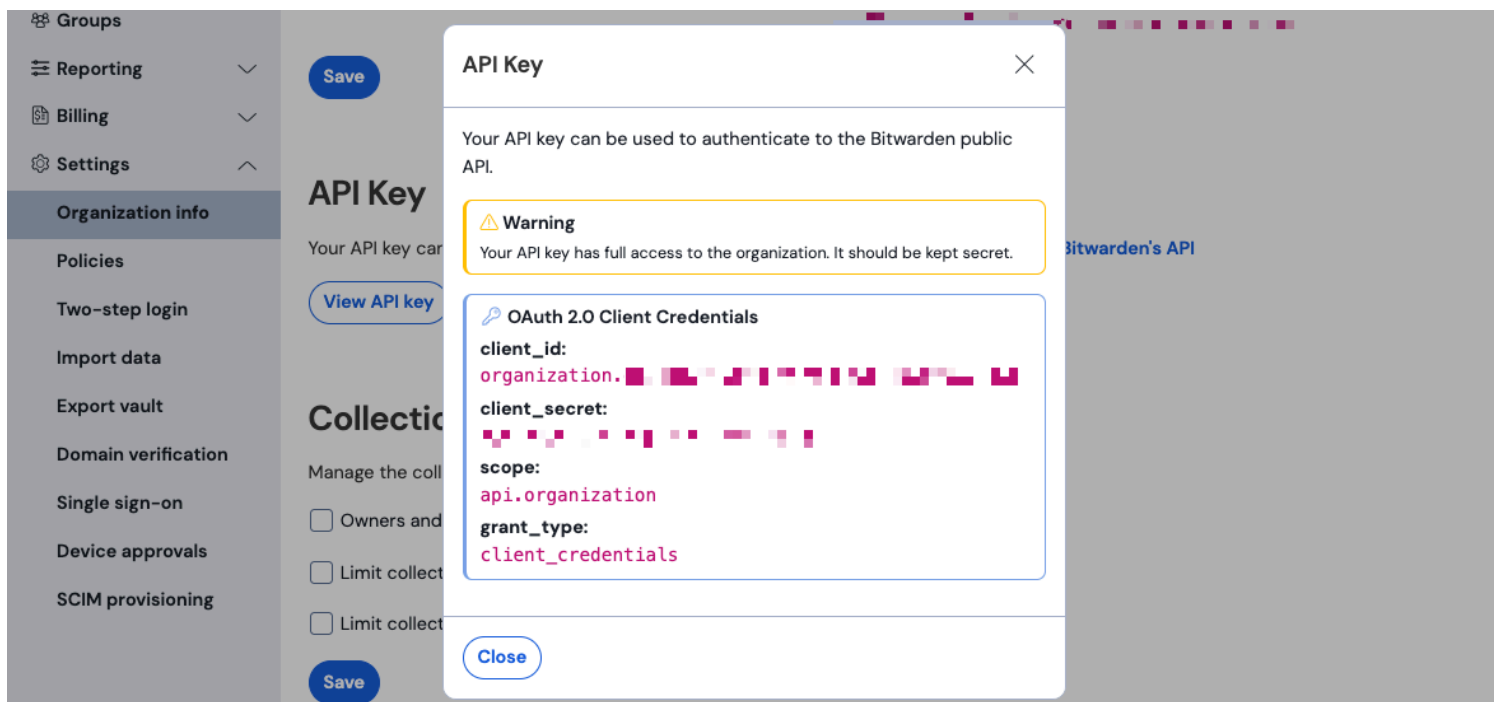 Groups
Reporting
Billing
Settings
Organization info
Policies
Two-step login
Import data
Export vault
Domain verification
Single sign-on
Device approvals
SCIM provisioning
Save
API Key
Your API key can
Bitwarden's API
View API key
Collectio
Manage the coll
Owners and
Limit collect
Limit collect
Save
API Key
Your API key can be used to authenticate to the Bitwarden public
API.
Warning
Your API key has full access to the organization. It should be kept secret.
OAuth 2.0 Client Credentials
client_id:
organization.
client_secret:
scope:
api.organization
grant_type:
client_credentials
Close